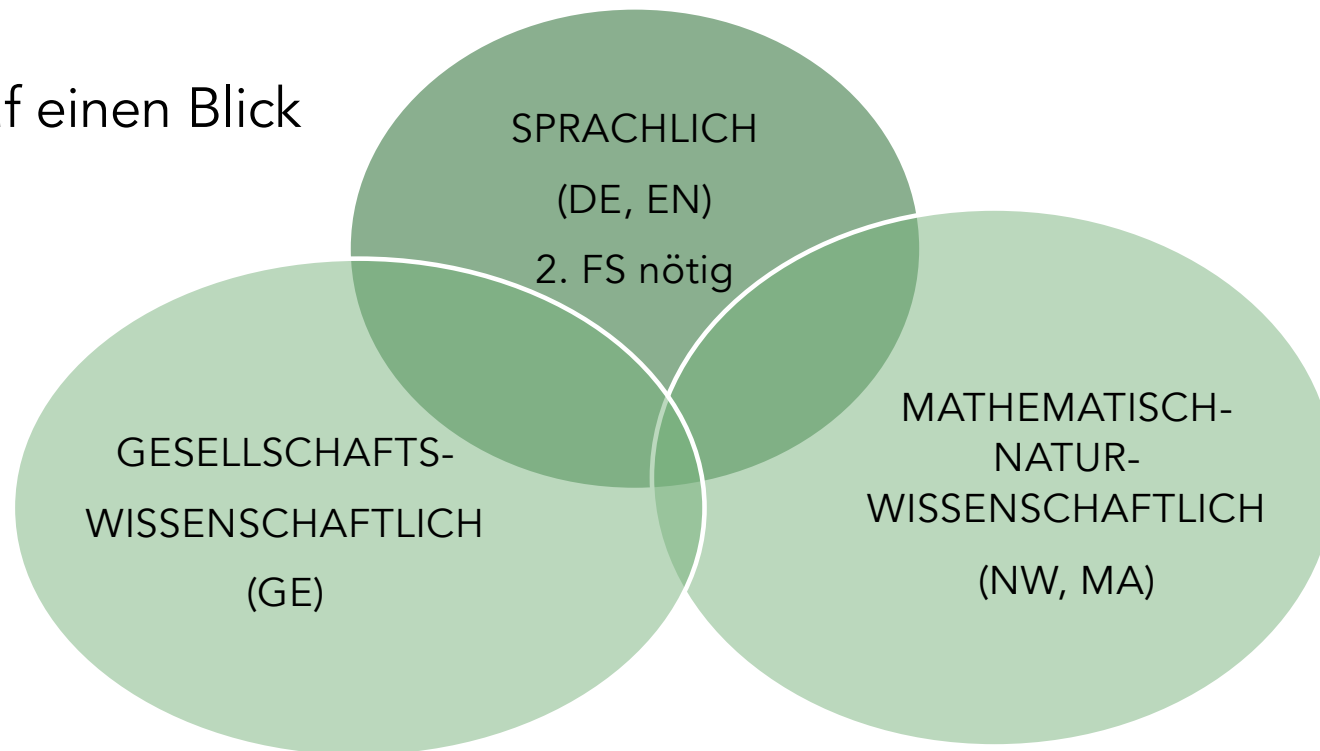 einen Blick
SPRACHLICH
(DE, EN)
2. FS nötig
GESELLSCHAFTS-
WISSENSCHAFTLICH
(GE)
MATHEMATISCH-
NATUR-
WISSENSCHAFTLICH
(NW, MA)